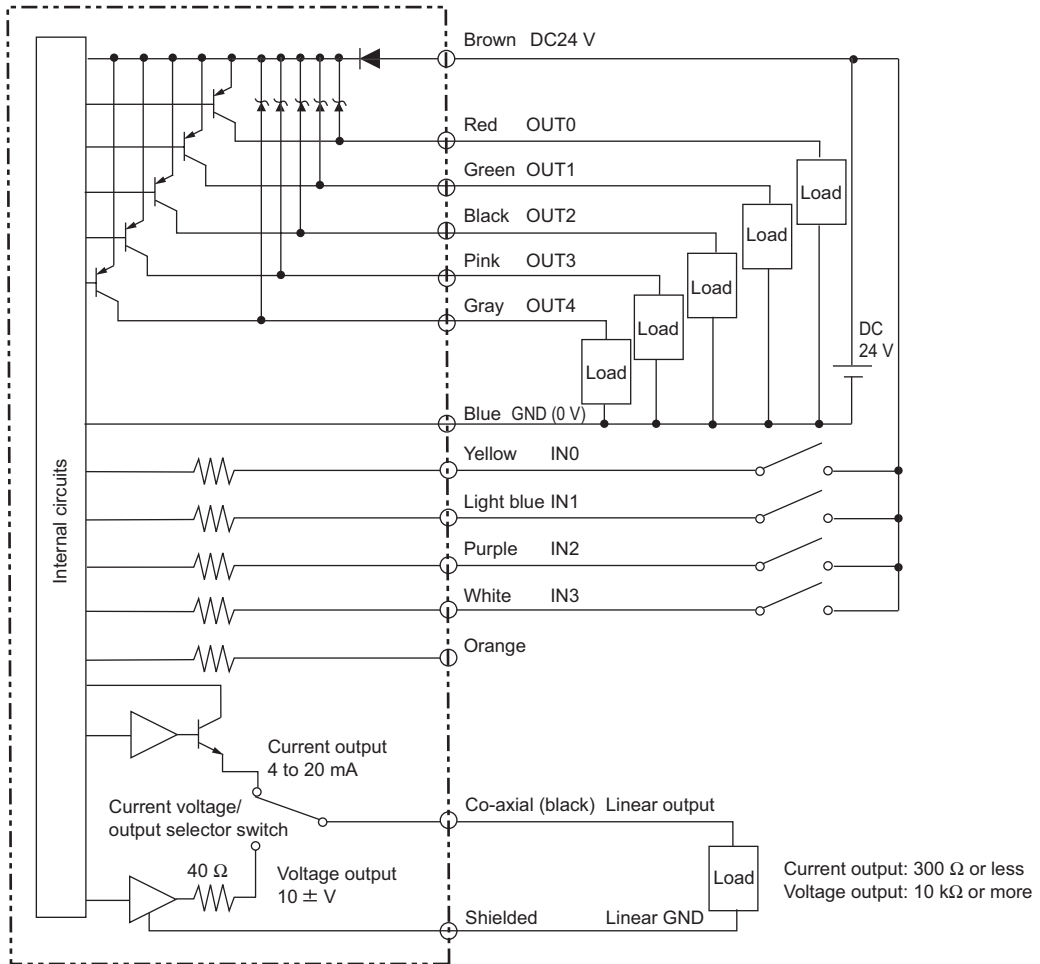 Brown DC24 V
Red OUT0
Green OUT1
Load
Black OUT2
Load
Pink OUT3
Load
Gray OUT4
Load
DC
24 V
Load
Blue GND (0 V)
Internal circuits
Yellow IN0
Light blue IN1
Purple IN2
White IN3
Orange
Current output
4 to 20 mA
Current voltage/
output selector switch
Co-axial (black) Linear output
40 Ω
Voltage output
10 ± V
Load
Current output: 300 Ω or less
Voltage output: 10 kΩ or more
Shielded Linear GND